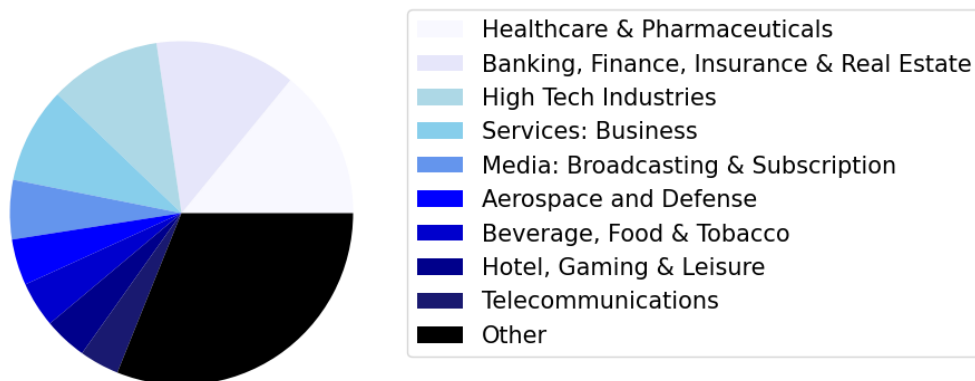 Healthcare & Pharmaceuticals
Banking, Finance, Insurance & Real Estate
High Tech Industries
Services: Business
Media: Broadcasting & Subscription
Aerospace and Defense
Beverage, Food & Tobacco
Hotel, Gaming & Leisure
Telecommunications
Other